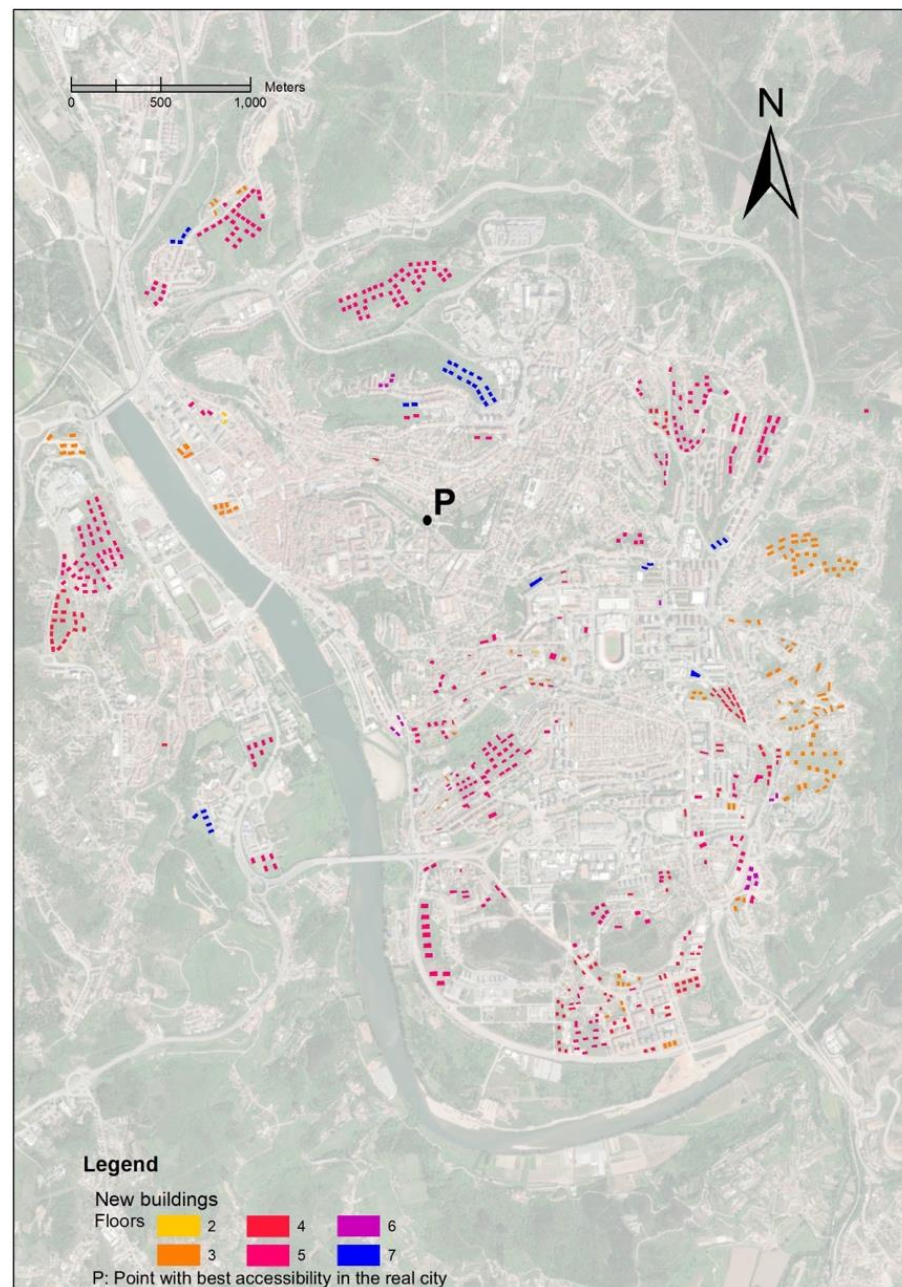 Meters
0 500 1,000
N
P
Legend
New buildings
Floors
2 4 6
3 5 7
P: Point with best accessibility in the real city